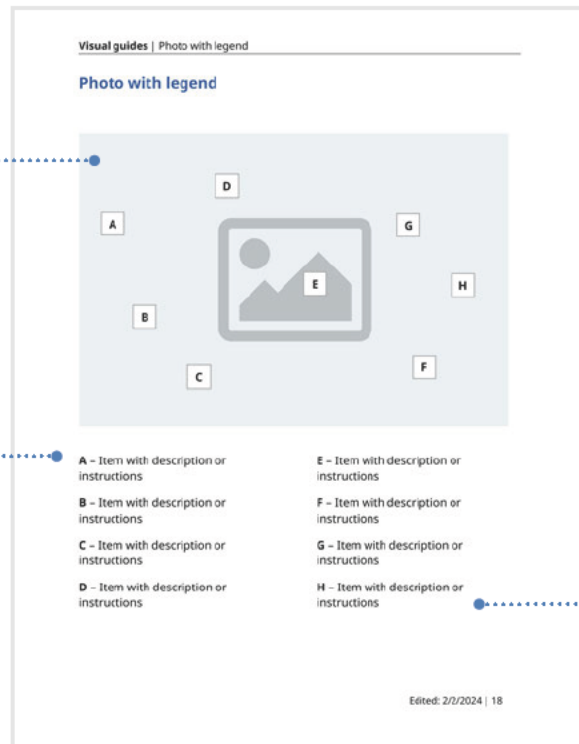 Visual guides | Photo with legend
Photo with legend
D
A
G
E
H
B
F
C
A – Item with description or
instructions
B – Item with description or
instructions
C – Item with description or
instructions
D – Item with description or
instructions
E – Item with description or
instructions
F – Item with description or
instructions
G – Item with description or
instructions
H – Item with description or
instructions
Edited: 2/2/2024 | 18